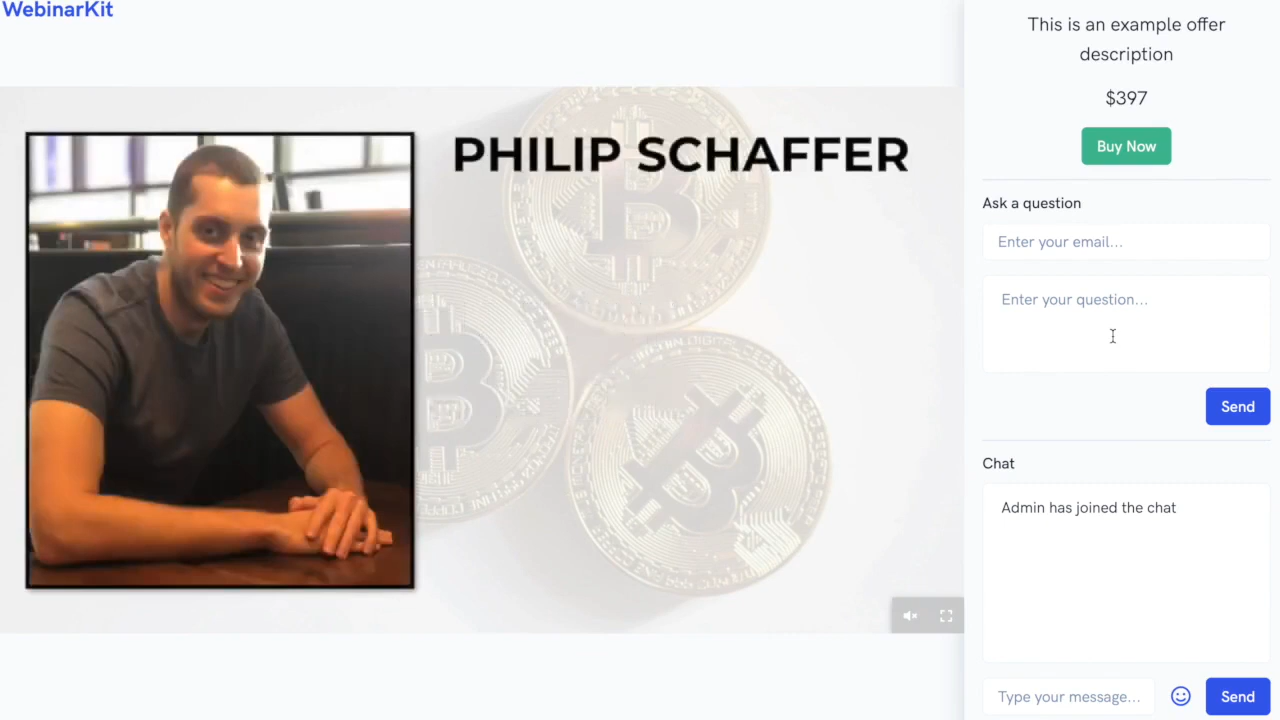 WebinarKit
PHILIP SCHAFFER
This is an example offer
description
$397
Buy Now
Ask a question
Enter your email...
Enter your question...
Send
Chat
Admin has joined the chat
Type your message...
Send